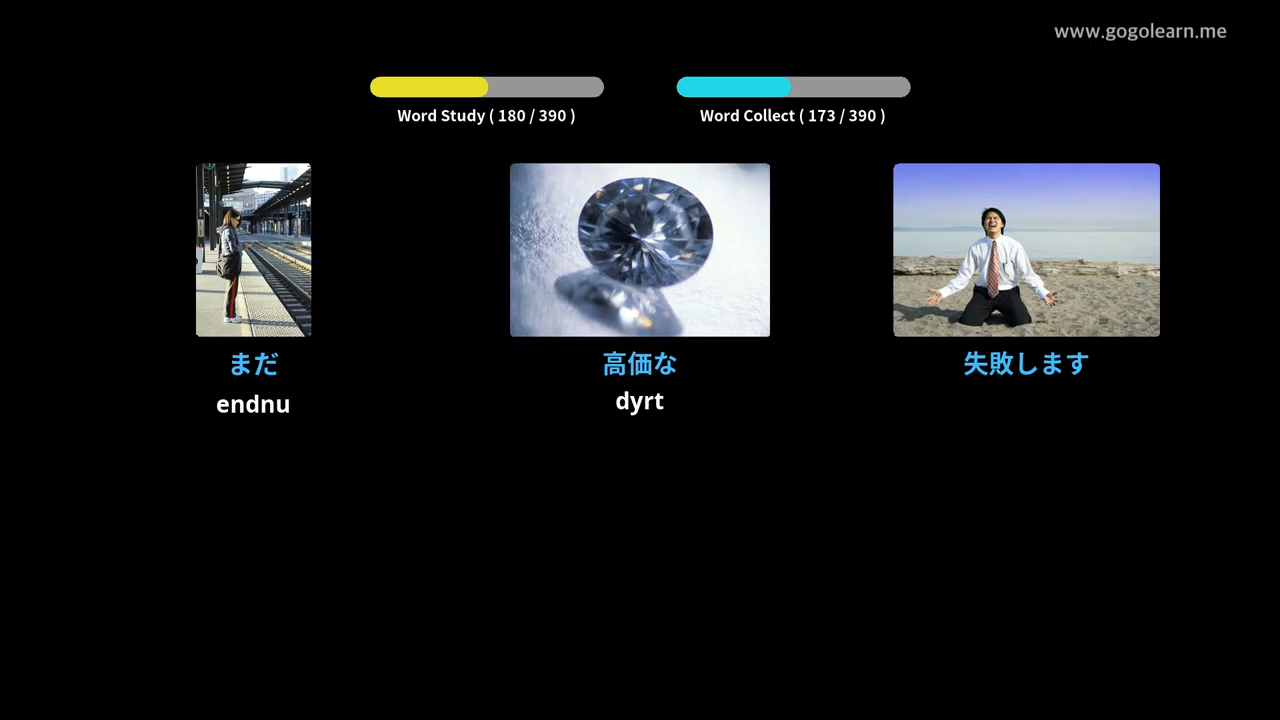 www.gogolearn.me
Word Study ( 180 / 390 )
Word Collect ( 173 / 390 )
まだ
endnu
高価な
dyrt
失敗します